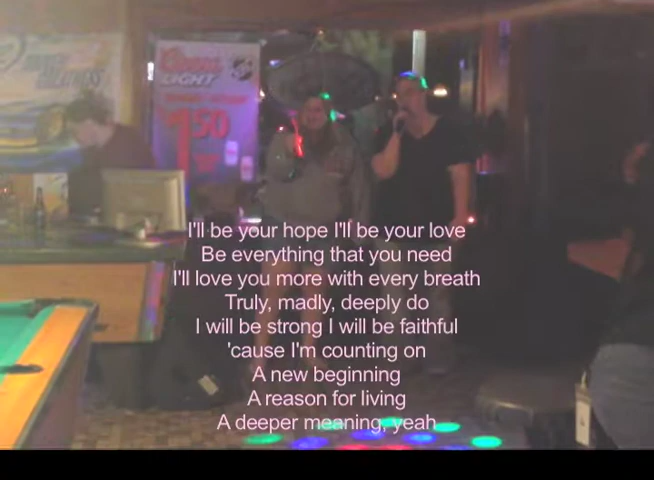 Coors
LIGHT
1.50
I'll be your hope I'll be your love
Be everything that you need
I'll love you more with every breath
Truly, madly, deeply do
I will be strong I will be faithful
'cause I'm counting on
A new beginning
A reason for living
A deeper meaning, yeah